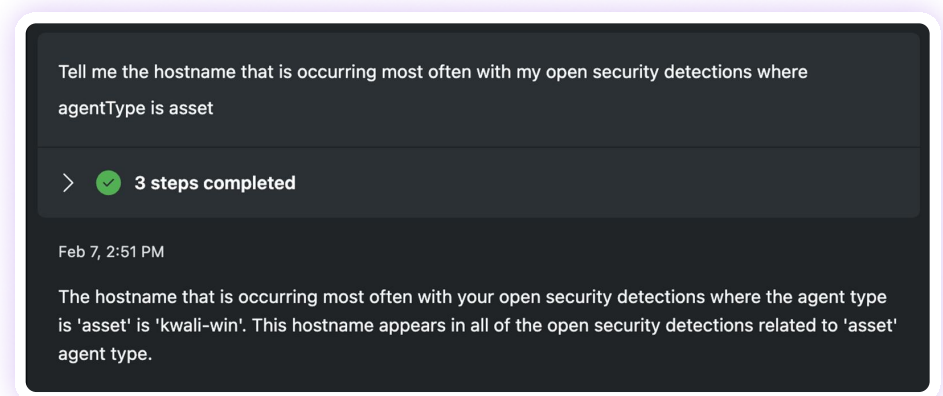 Tell me the hostname that is occurring most often with my open security detections where
agentType is asset
3 steps completed
Feb 7, 2:51 PM
The hostname that is occurring most often with your open security detections where the agent type
is 'asset' is 'kwali-win'. This hostname appears in all of the open security detections related to 'asset'
agent type.